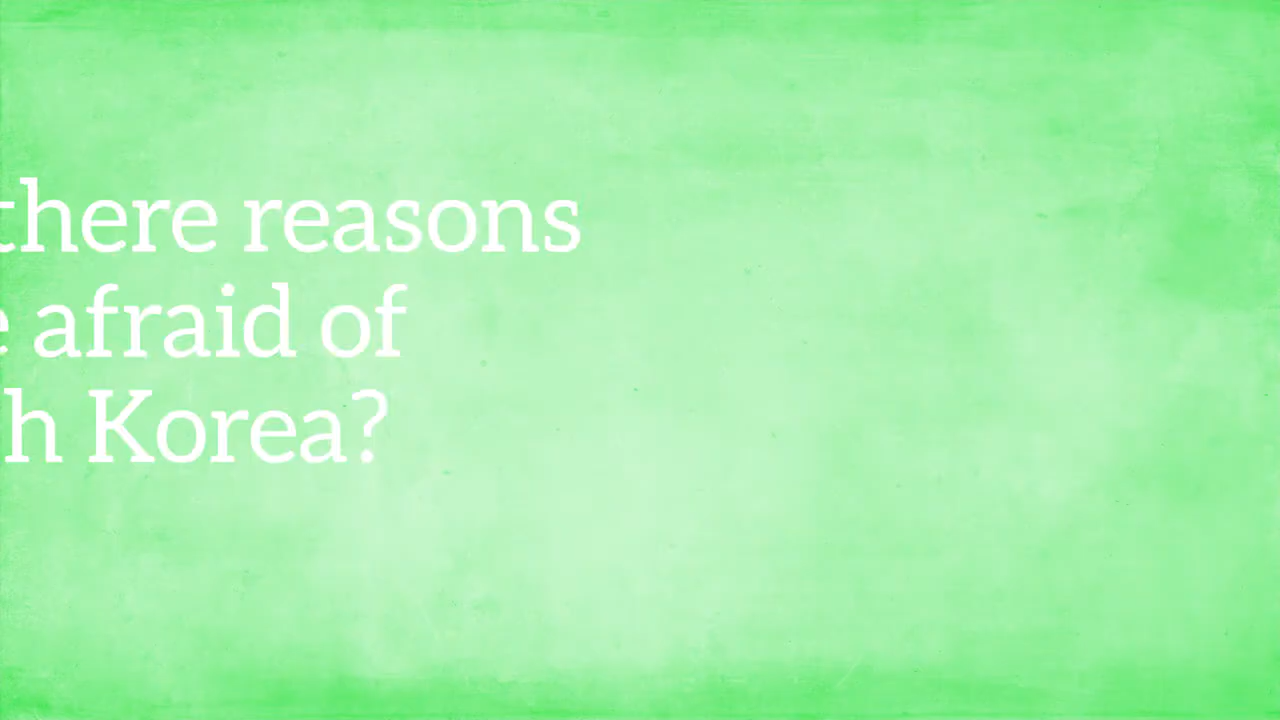 there reasons
afraid of
h Korea?